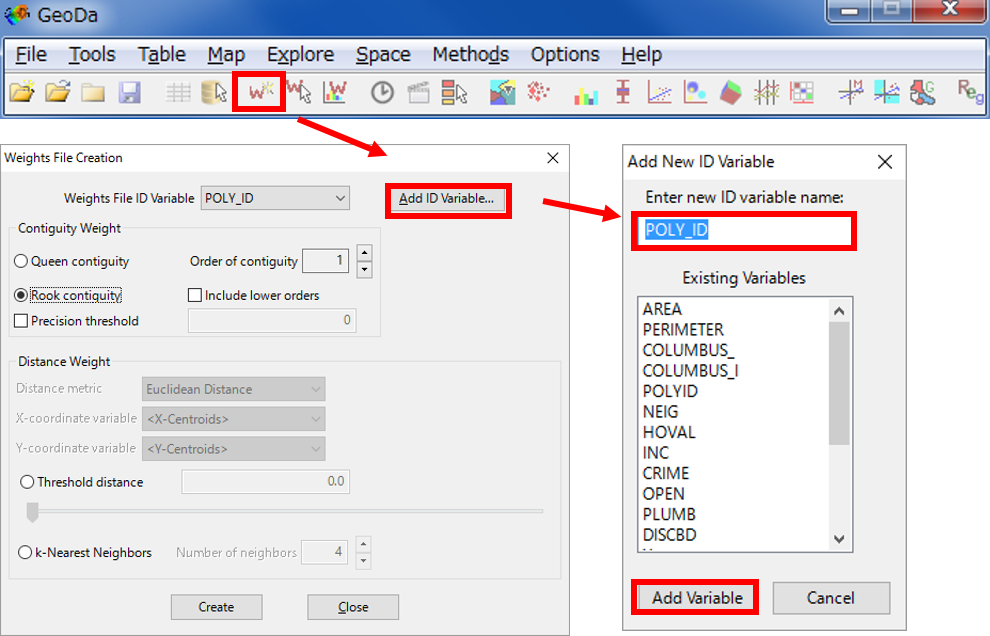 GeoDa
File Tools Table Map Explore Space Methods Options Help
W W W M G Reg
Weights File Creation
Weights File ID Variable POLY_ID Add ID Variable...
Contiguity Weight
Queen contiguity Order of contiguity 1
Rook contiguity Include lower orders
Precision threshold 0
Distance Weight
Distance metric Euclidean Distance
X-coordinate variable <X-Centroids>
Y-coordinate variable <Y-Centroids>
Threshold distance 0.0
k-Nearest Neighbors Number of neighbors 4
Create Close
Add New ID Variable
Enter new ID variable name:
POLY_ID
Existing Variables
AREA
PERIMETER
COLUMBUS_
COLUMBUS_I
POLYID
NEIG
HOVAL
INC
CRIME
OPEN
PLUMB
DISCBD
Add Variable Cancel